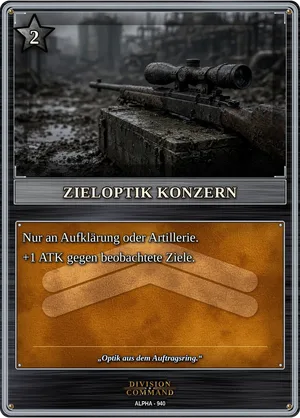 2
ZIELOPTIK KONZERN
Nur an Aufklärung oder Artillerie.
+1 ATK gegen beobachtete Ziele.
„Optik aus dem Auftragsring.“
DIVISION
COMMAND
ALPHA - 940